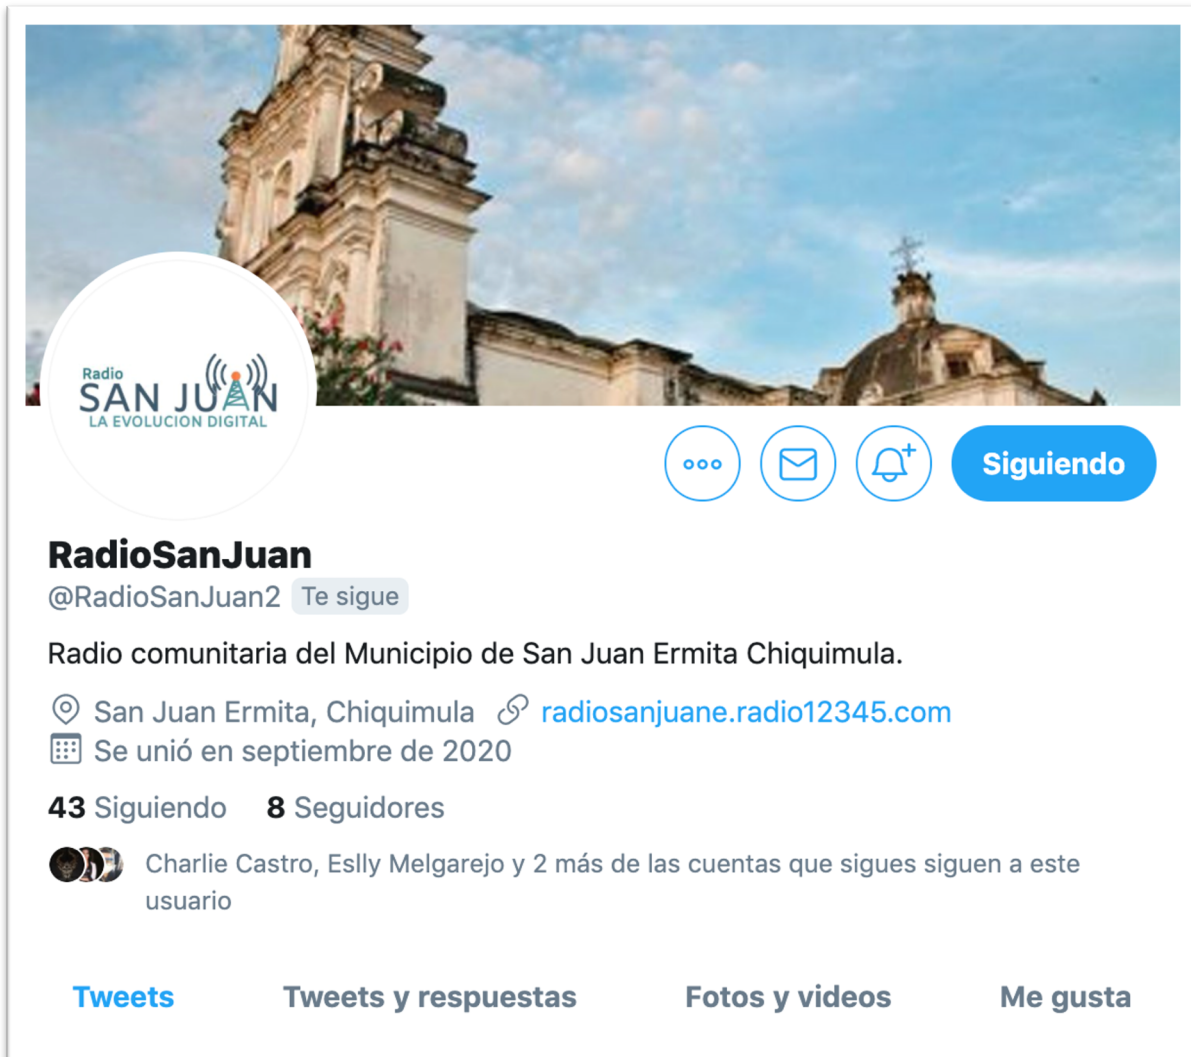 Radio
SAN JUAN
LA EVOLUCION DIGITAL
Siguiendo
RadioSanJuan
@RadioSanJuan2 Te sigue
Radio comunitaria del Municipio de San Juan Ermita Chiquimula.
San Juan Ermita, Chiquimula radiosanjuane.radio12345.com
Se unió en septiembre de 2020
43 Siguiendo 8 Seguidores
Charlie Castro, Eslly Melgarejo y 2 más de las cuentas que sigues siguen a este
usuario
Tweets Tweets y respuestas Fotos y videos Me gusta